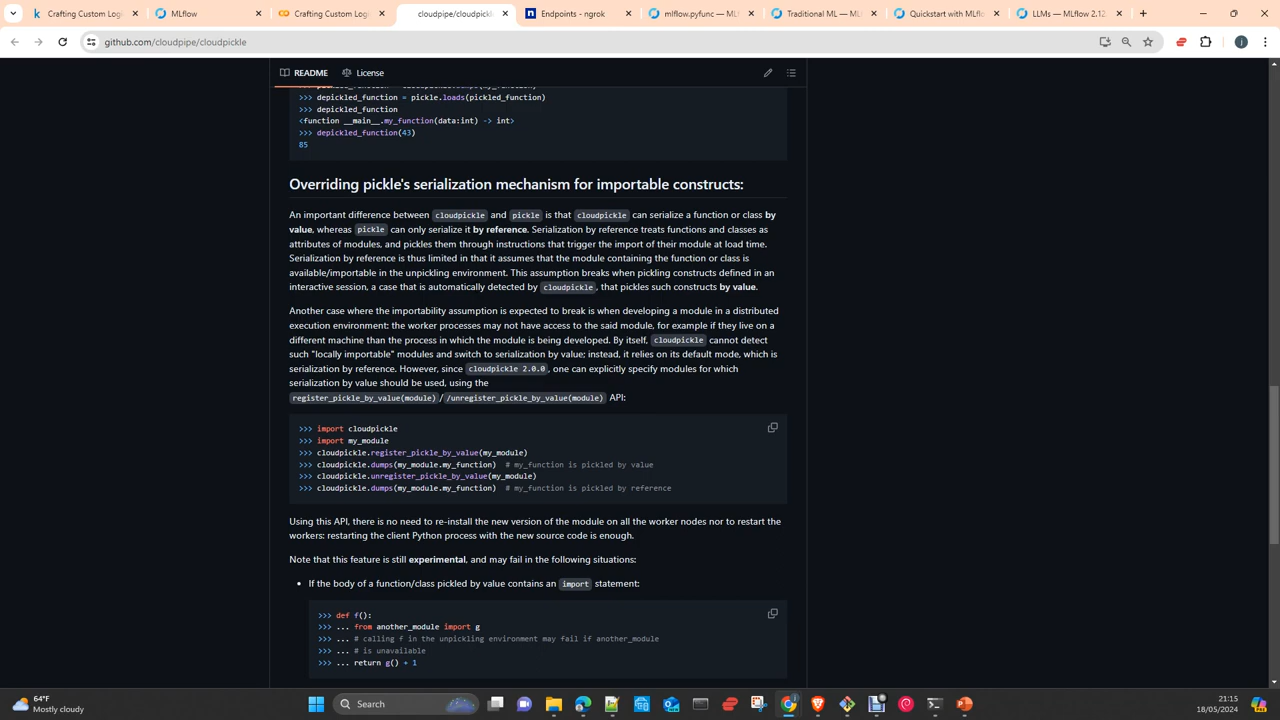 Crafting Custom Logi
MLflow
Crafting Custom Logi
cloudpipe/cloudpickl
Endpoints - ngrok
mlflow.pyfunc — MLf
Traditional ML — ML
Quickstart with MLfl
LLMs — MLflow 2.12.
github.com/cloudpipe/cloudpickle
README
License
>>> depickled_function = pickle.loads(pickled_function)
>>> depickled_function
<function __main__.my_function(data:int) -> int>
>>> depickled_function(43)
85
Overriding pickle's serialization mechanism for importable constructs:
An important difference between cloudpickle and pickle is that cloudpickle can serialize a function or class by
value, whereas pickle can only serialize it by reference. Serialization by reference treats functions and classes as
attributes of modules, and pickles them through instructions that trigger the import of their module at load time.
Serialization by reference is thus limited in that it assumes that the module containing the function or class is
available/importable in the unpickling environment. This assumption breaks when pickling constructs defined in an
interactive session, a case that is automatically detected by cloudpickle, that pickles such constructs by value.
Another case where the importability assumption is expected to break is when developing a module in a distributed
execution environment: the worker processes may not have access to the said module, for example if they live on a
different machine than the process in which the module is being developed. By itself, cloudpickle cannot detect
such "locally importable" modules and switch to serialization by value; instead, it relies on its default mode, which is
serialization by reference. However, since cloudpickle 2.0.0, one can explicitly specify modules for which
serialization by value should be used, using the
register_pickle_by_value(module)//unregister_pickle_by_value(module) API:
>>> import cloudpickle
>>> import my_module
>>> cloudpickle.register_pickle_by_value(my_module)
>>> cloudpickle.dumps(my_module.my_function) # my_function is pickled by value
>>> cloudpickle.unregister_pickle_by_value(my_module)
>>> cloudpickle.dumps(my_module.my_function) # my_function is pickled by reference
Using this API, there is no need to re-install the new version of the module on all the worker nodes nor to restart the
workers: restarting the client Python process with the new source code is enough.
Note that this feature is still experimental, and may fail in the following situations:
• If the body of a function/class pickled by value contains an import statement:
>>> def f():
>>> ... from another_module import g
>>> ... # calling f in the unpickling environment may fail if another_module
>>> ... # is unavailable
>>> ... return g() + 1
64°F
Mostly cloudy
Search
21:15
18/05/2024